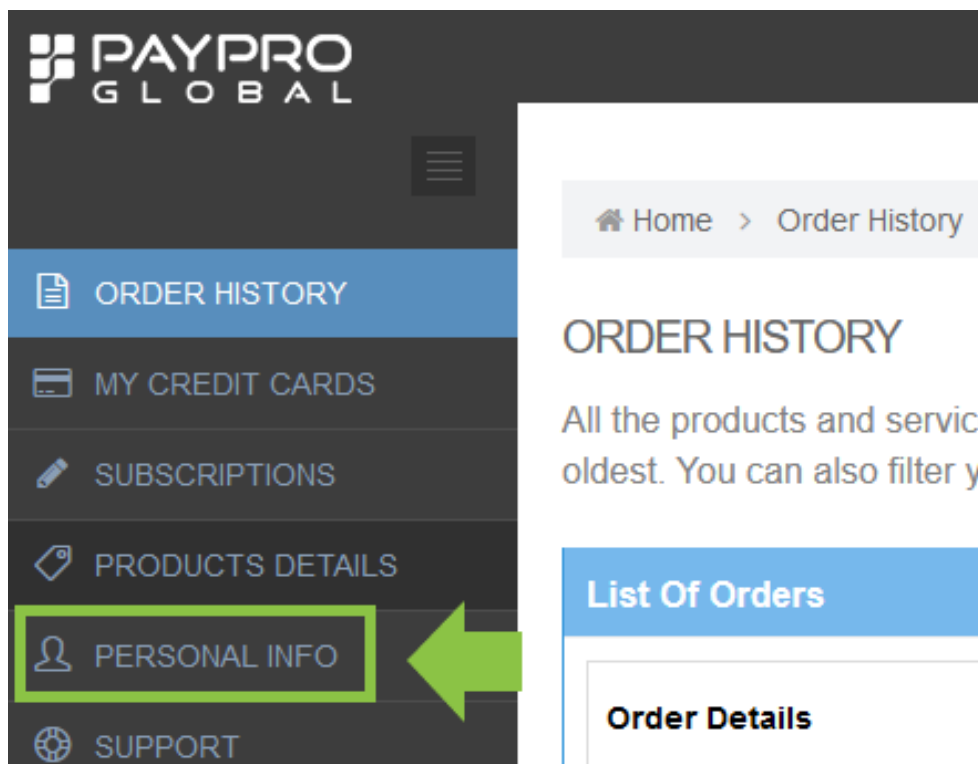 PAYPRO
GLOBAL
Home > Order History
ORDER HISTORY
MY CREDIT CARDS
SUBSCRIPTIONS
PRODUCTS DETAILS
PERSONAL INFO
SUPPORT
ORDER HISTORY
All the products and servic
oldest. You can also filter y
List Of Orders
Order Details